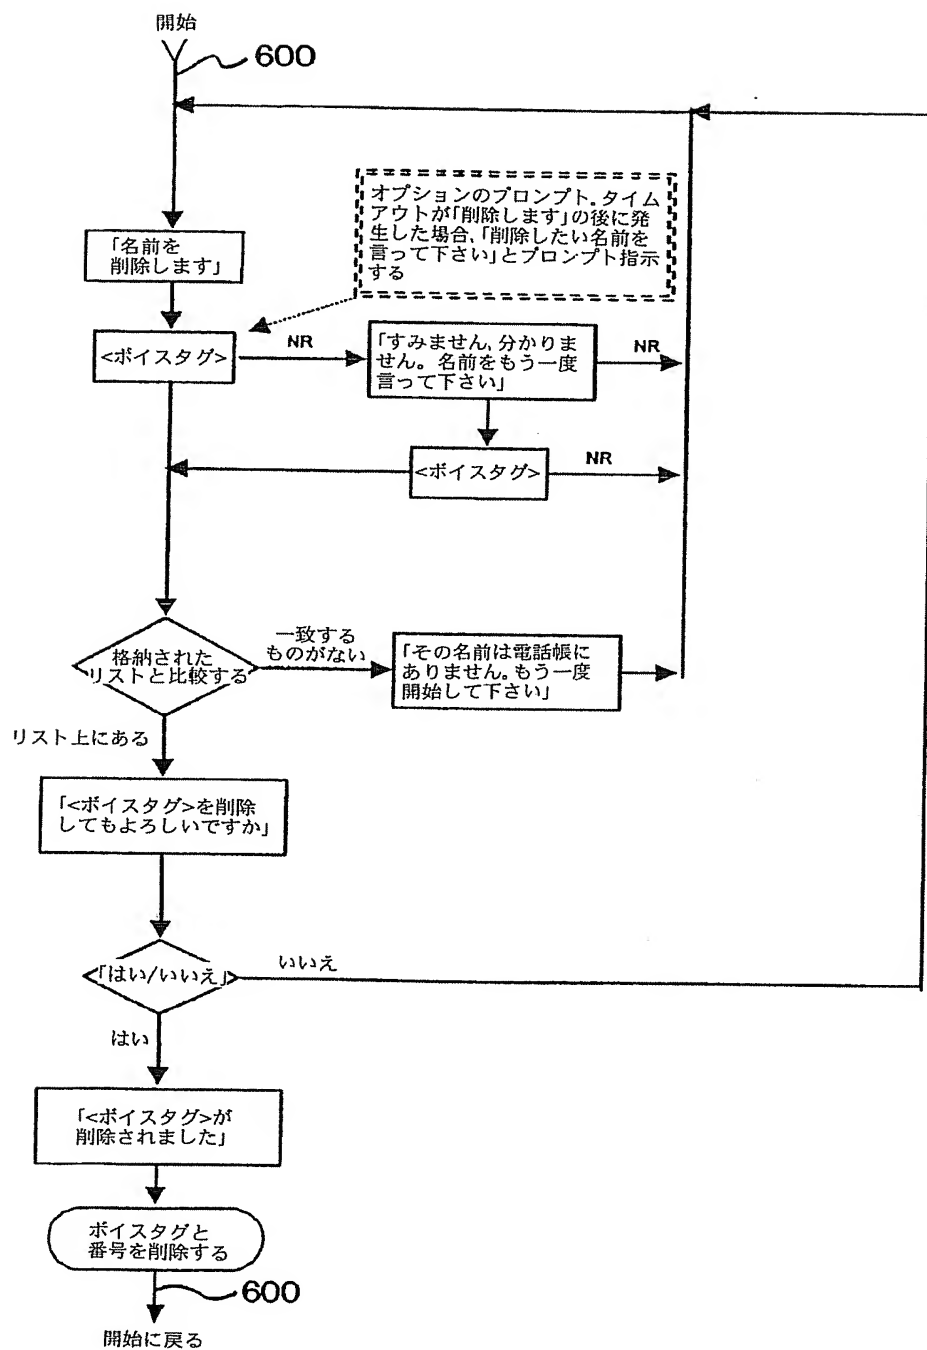 開始
600
オプションのプロンプト.タイム
アウトが「削除します」の後に発
生した場合、「削除したい名前を
言って下さい」とプロンプト指示
する
「名前を
削除します」
<ボイスタグ>
NR
「すみません、分かりま
せん。名前をもう一度
言って下さい」
NR
<ボイスタグ>
NR
格納された
リストと比較する
一致する
ものがない
「その名前は電話帳に
ありません。もう一度
開始して下さい」
リスト上にある
「<ボイスタグ>を削除
してもよろしいですか」
「はい/いいえ」
いいえ
はい
「<ボイスタグ>が
削除されました」
ボイスタグと
番号を削除する
600
開始に戻る